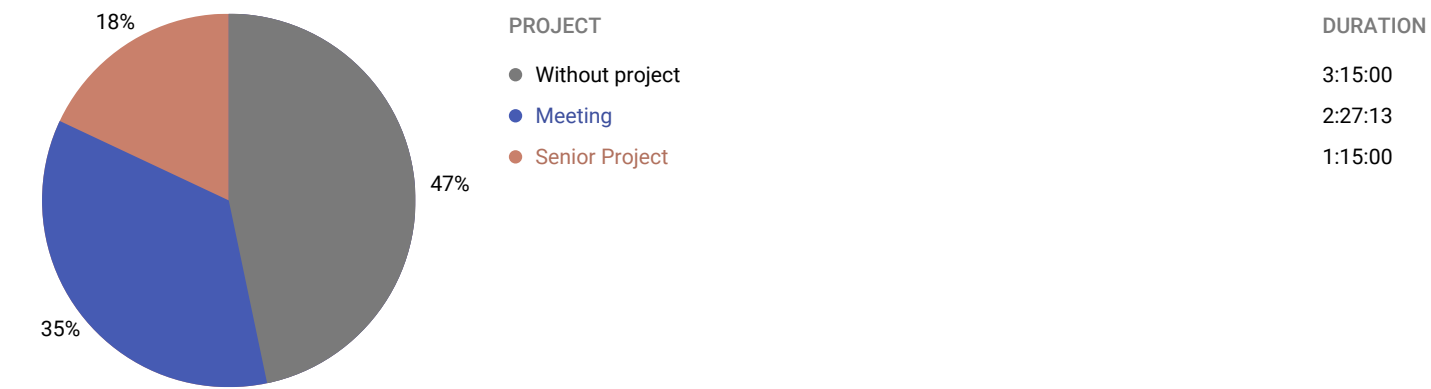 18%
47%
35%
PROJECT DURATION
Without project 3:15:00
Meeting 2:27:13
Senior Project 1:15:00